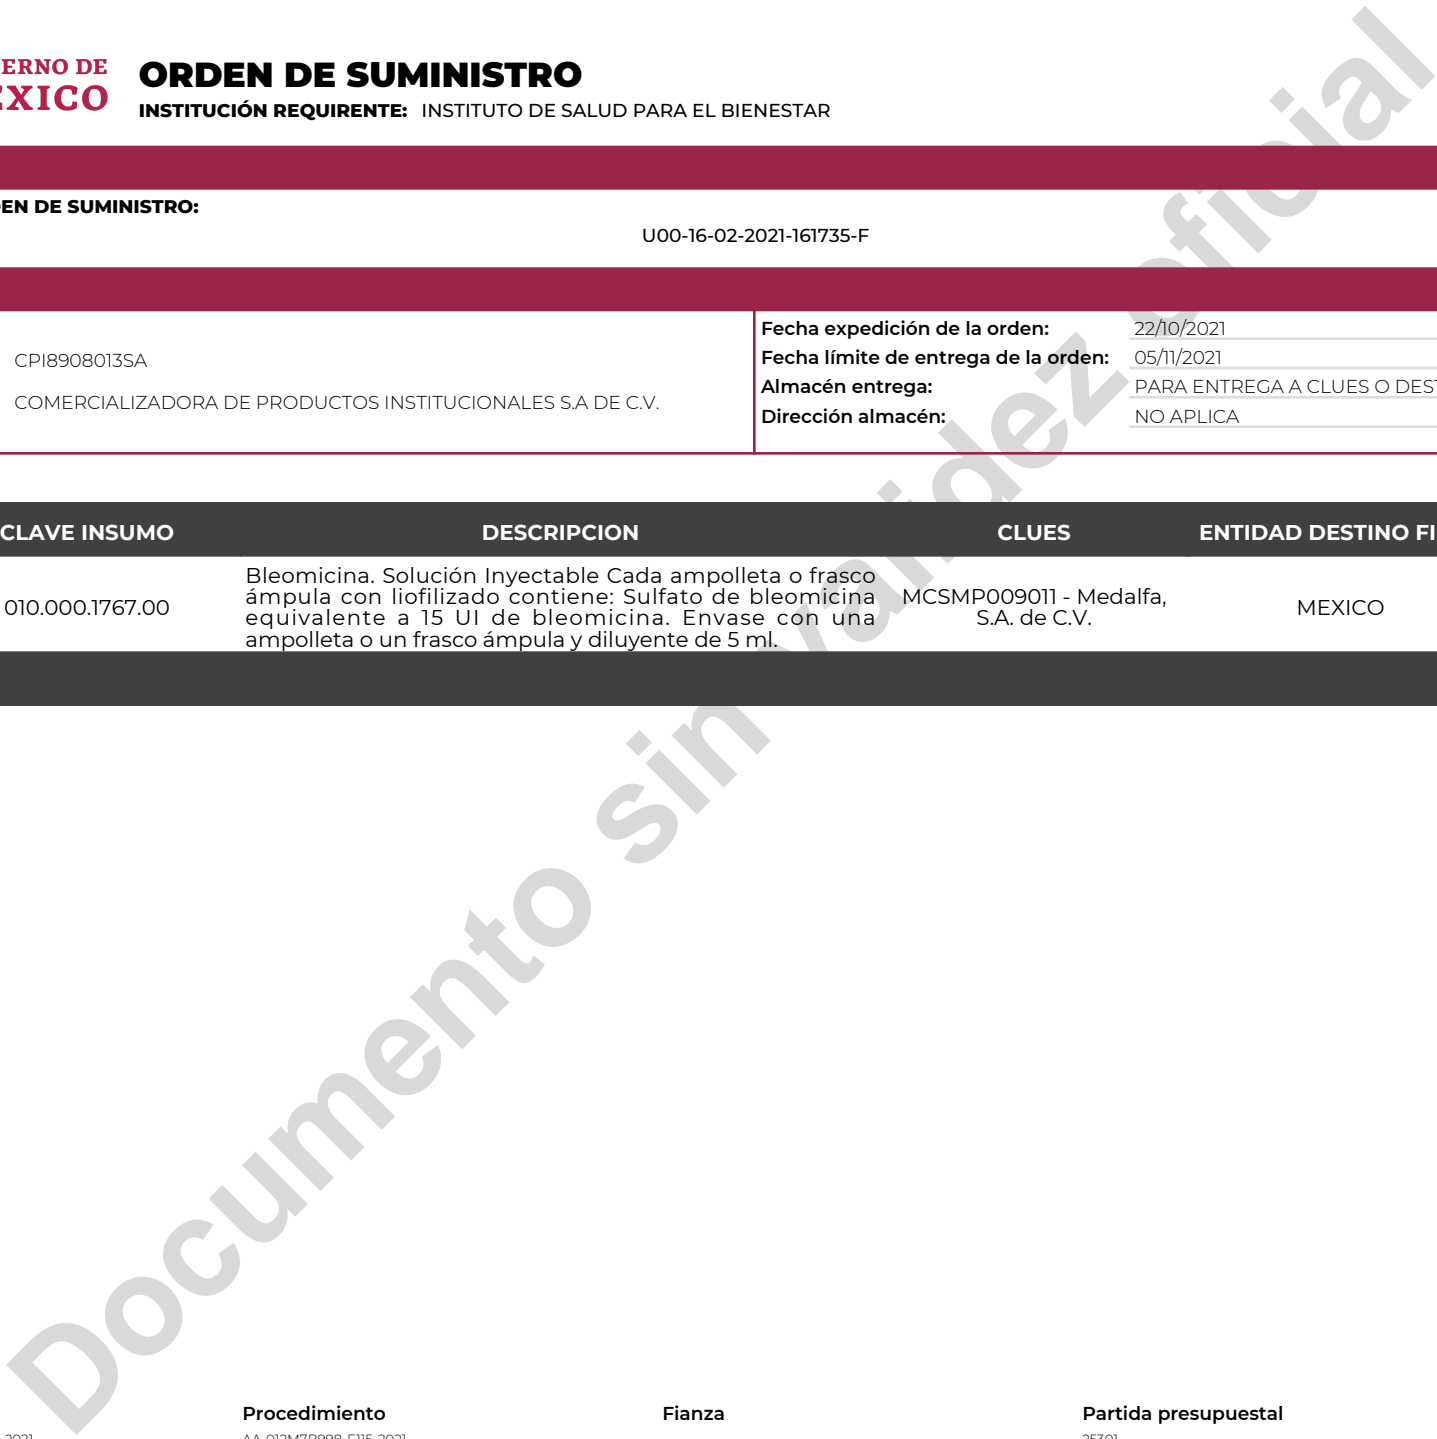 ORDEN DE SUMINISTRO
INSTITUCIÓN REQUIRENTE: INSTITUTO DE SALUD PARA EL BIENESTAR
ERNO DE
XICO
EN DE SUMINISTRO:
U00-16-02-2021-161735-F
CPI8908013SA
COMERCIALIZADORA DE PRODUCTOS INSTITUCIONALES S.A DE C.V.
Fecha expedición de la orden: 22/10/2021
Fecha límite de entrega de la orden: 05/11/2021
Almacén entrega: PARA ENTREGA A CLUES O DEST
Dirección almacén: NO APLICA
CLAVE INSUMO DESCRIPCION CLUES ENTIDAD DESTINO FI
010.000.1767.00
Bleomicina. Solución Inyectable Cada ampolleta o frasco
ámpula con liofilizado contiene: Sulfato de bleomicina
equivalente a 15 UI de bleomicina. Envase con una
ampolleta o un frasco ámpula y diluyente de 5 ml.
MCSMP009011 - Medalfa,
S.A. de C.V.
MEXICO
Documento sin validez oficial
Procedimiento Fianza Partida presupuestal